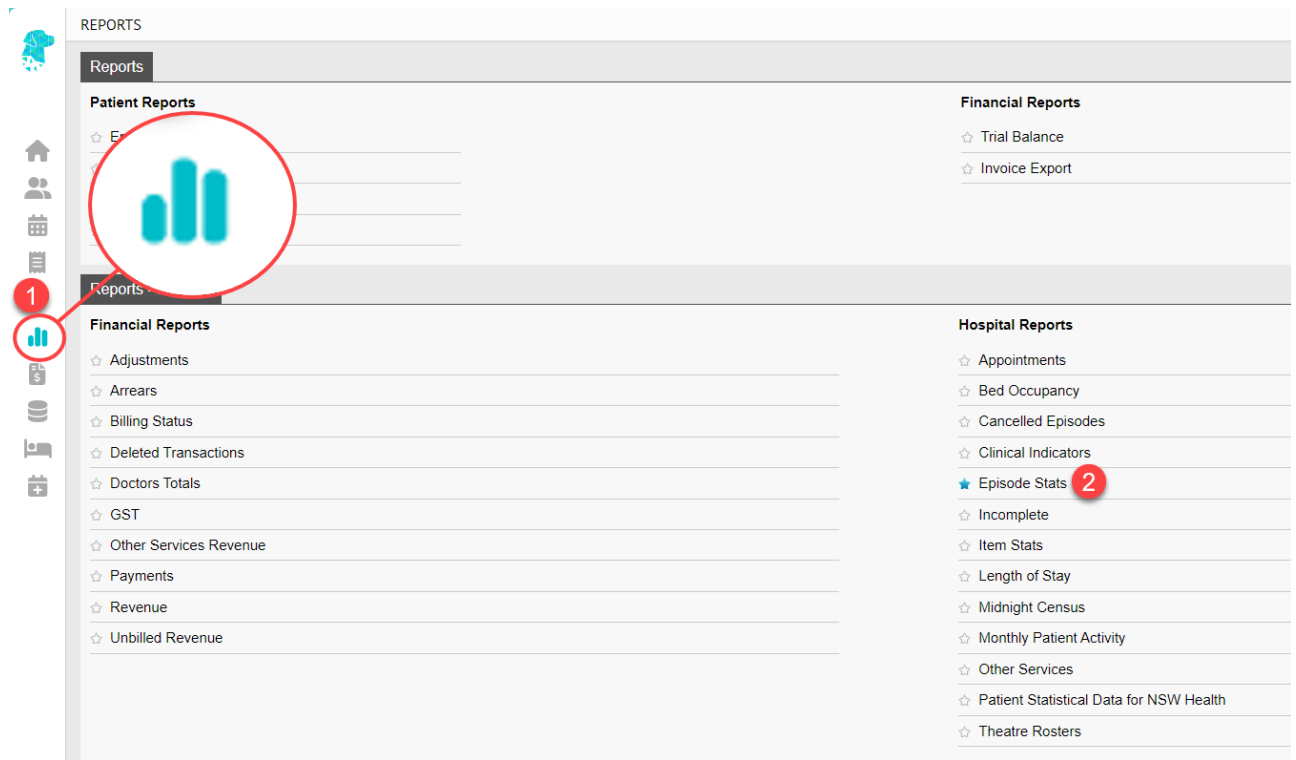 REPORTS
Reports
Patient Reports
Financial Reports
Trial Balance
Invoice Export
1
Reports
Financial Reports
Adjustments
Arrears
Billing Status
Deleted Transactions
Doctors Totals
GST
Other Services Revenue
Payments
Revenue
Unbilled Revenue
Hospital Reports
Appointments
Bed Occupancy
Cancelled Episodes
Clinical Indicators
Episode Stats 2
Incomplete
Item Stats
Length of Stay
Midnight Census
Monthly Patient Activity
Other Services
Patient Statistical Data for NSW Health
Theatre Rosters